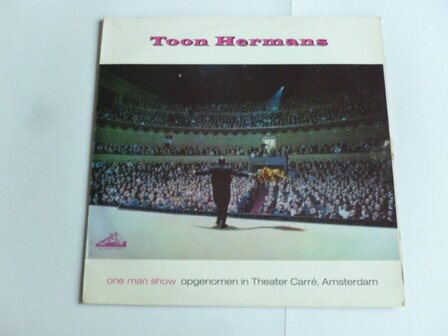 Toon Hermans
one man show opgenomen in Theater Carré, Amsterdam